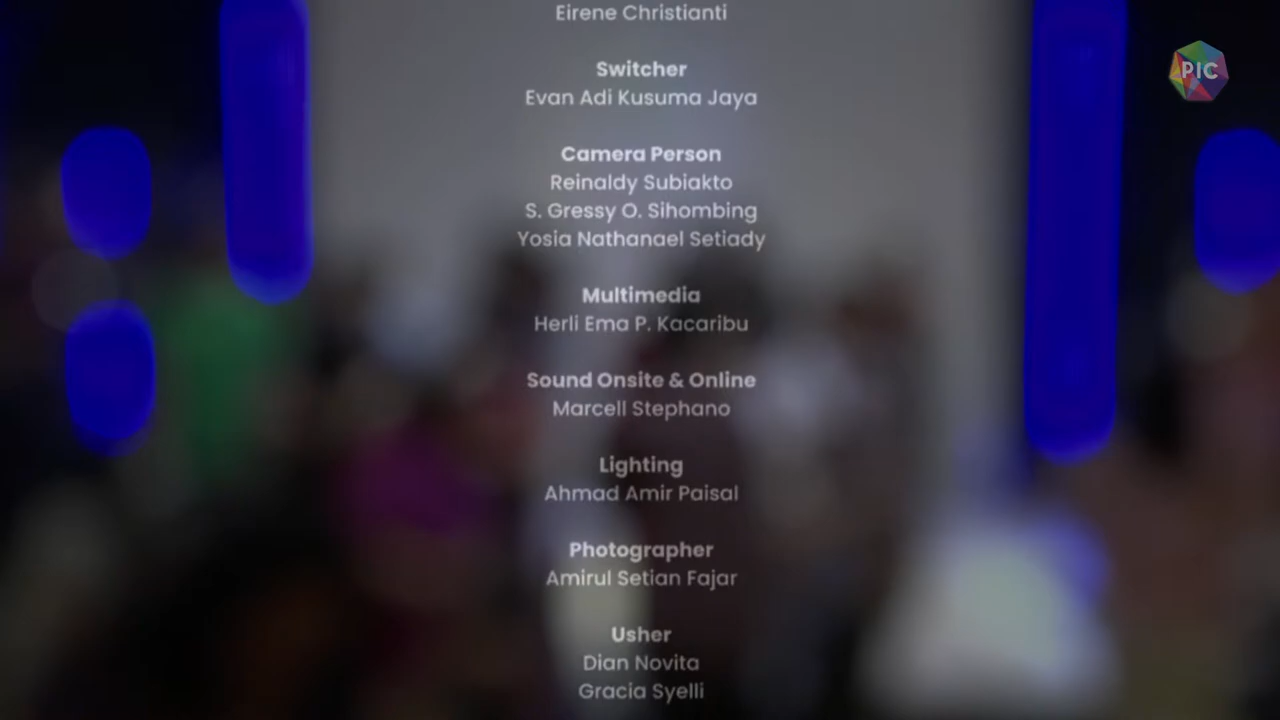 Eirene Christianti
PIC
Switcher
Evan Adi Kusuma Jaya
Camera Person
Reinaldy Subiakto
S. Gressy O. Sihombing
Yosia Nathanael Setiady
Multimedia
Herli Ema P. Kacaribu
Sound Onsite & Online
Marcell Stephano
Lighting
Ahmad Amir Paisal
Photographer
Amirul Setian Fajar
Usher
Dian Novita
Gracia Syelli